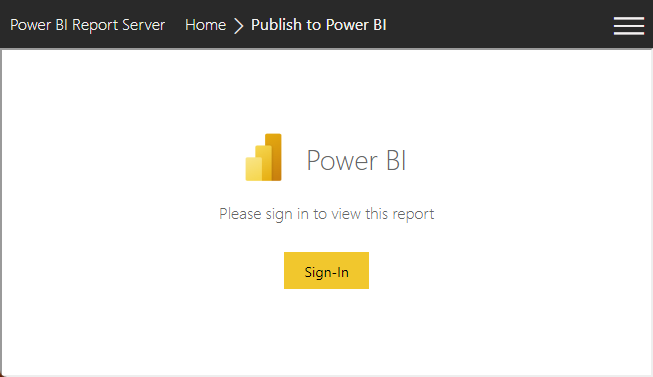 Power BI Report Server Home > Publish to Power BI
Power BI
Please sign in to view this report
Sign-In